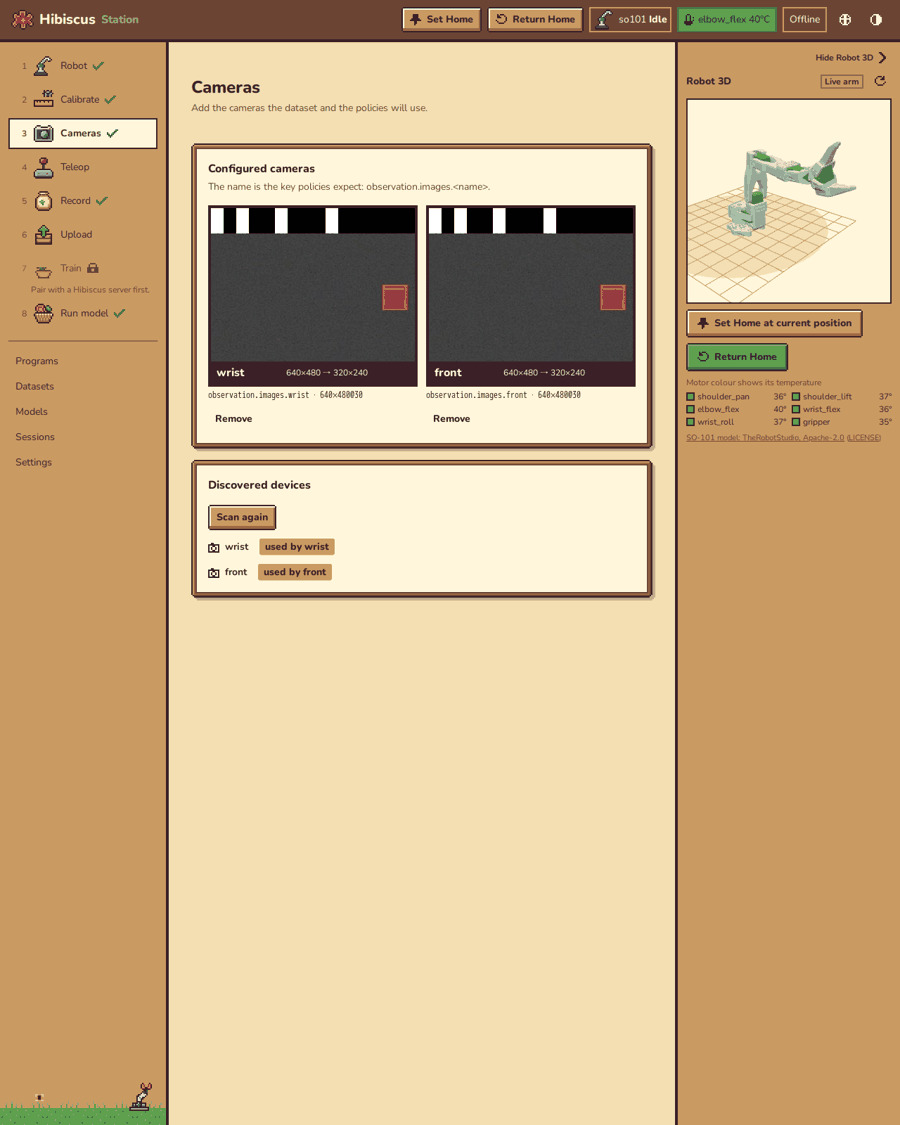 Hibiscus Station
Set Home
Return Home
so101 Idle
elbow_flex 40°C
Offline
1 Robot
2 Calibrate
3 Cameras
4 Teleop
5 Record
6 Upload
7 Train
Pair with a Hibiscus server first.
8 Run model
Programs
Datasets
Models
Sessions
Settings
Cameras
Add the cameras the dataset and the policies will use.
Configured cameras
The name is the key policies expect: observation.images.<name>.
wrist 640×480 → 320×240
observation.images.wrist · 640×480@30
Remove
front 640×480 → 320×240
observation.images.front · 640×480@30
Remove
Discovered devices
Scan again
wrist used by wrist
front used by front
Hide Robot 3D
Robot 3D Live arm
Set Home at current position
Return Home
Motor colour shows its temperature
shoulder_pan 36° shoulder_lift 37°
elbow_flex 40° wrist_flex 36°
wrist_roll 37° gripper 35°
SO-101 model: TheRobotStudio, Apache-2.0 (LICENSE)